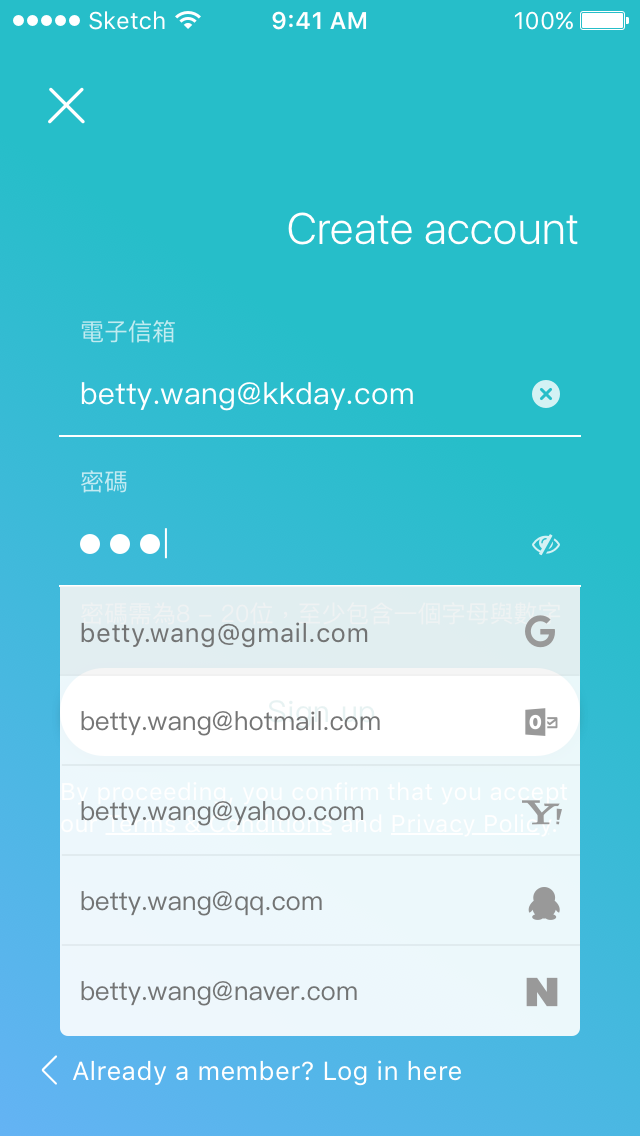 Sketch 9:41 AM 100%
Create account
電子信箱
betty.wang@kkday.com
密碼
密碼需為8 - 20位，至少包含一個字母與數字
betty.wang@gmail.com
Sign up
betty.wang@hotmail.com
By proceeding, you confirm that you accept
betty.wang@yahoo.com
our Terms & Conditions and Privacy Policy.
betty.wang@qq.com
betty.wang@naver.com
Already a member? Log in here